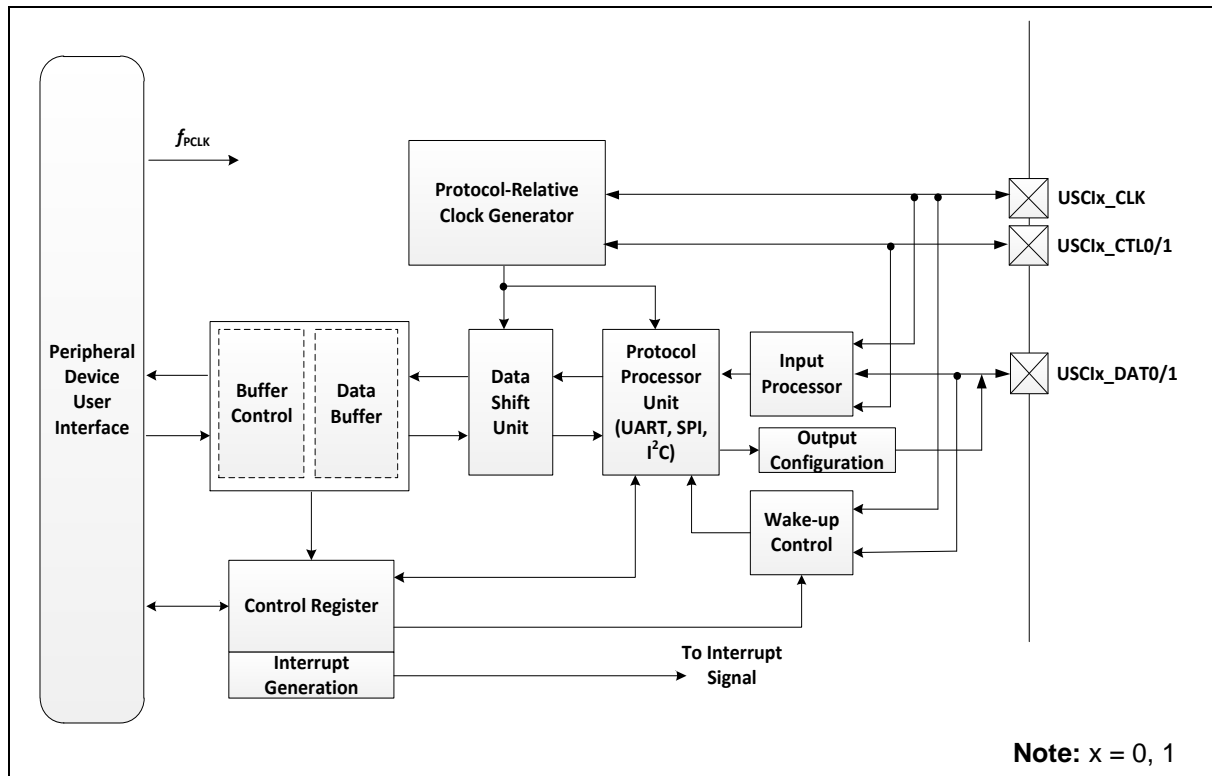 fPCLK
Protocol-Relative
Clock Generator
USCIx_CLK
USCIx_CTL0/1
Peripheral
Device
User
Interface
Buffer
Control
Data
Buffer
Data
Shift
Unit
Protocol
Processor
Unit
(UART, SPI,
I²C)
Input
Processor
USCIx_DAT0/1
Output
Configuration
Wake-up
Control
Control Register
Interrupt
Generation
To Interrupt
Signal
Note: x = 0, 1